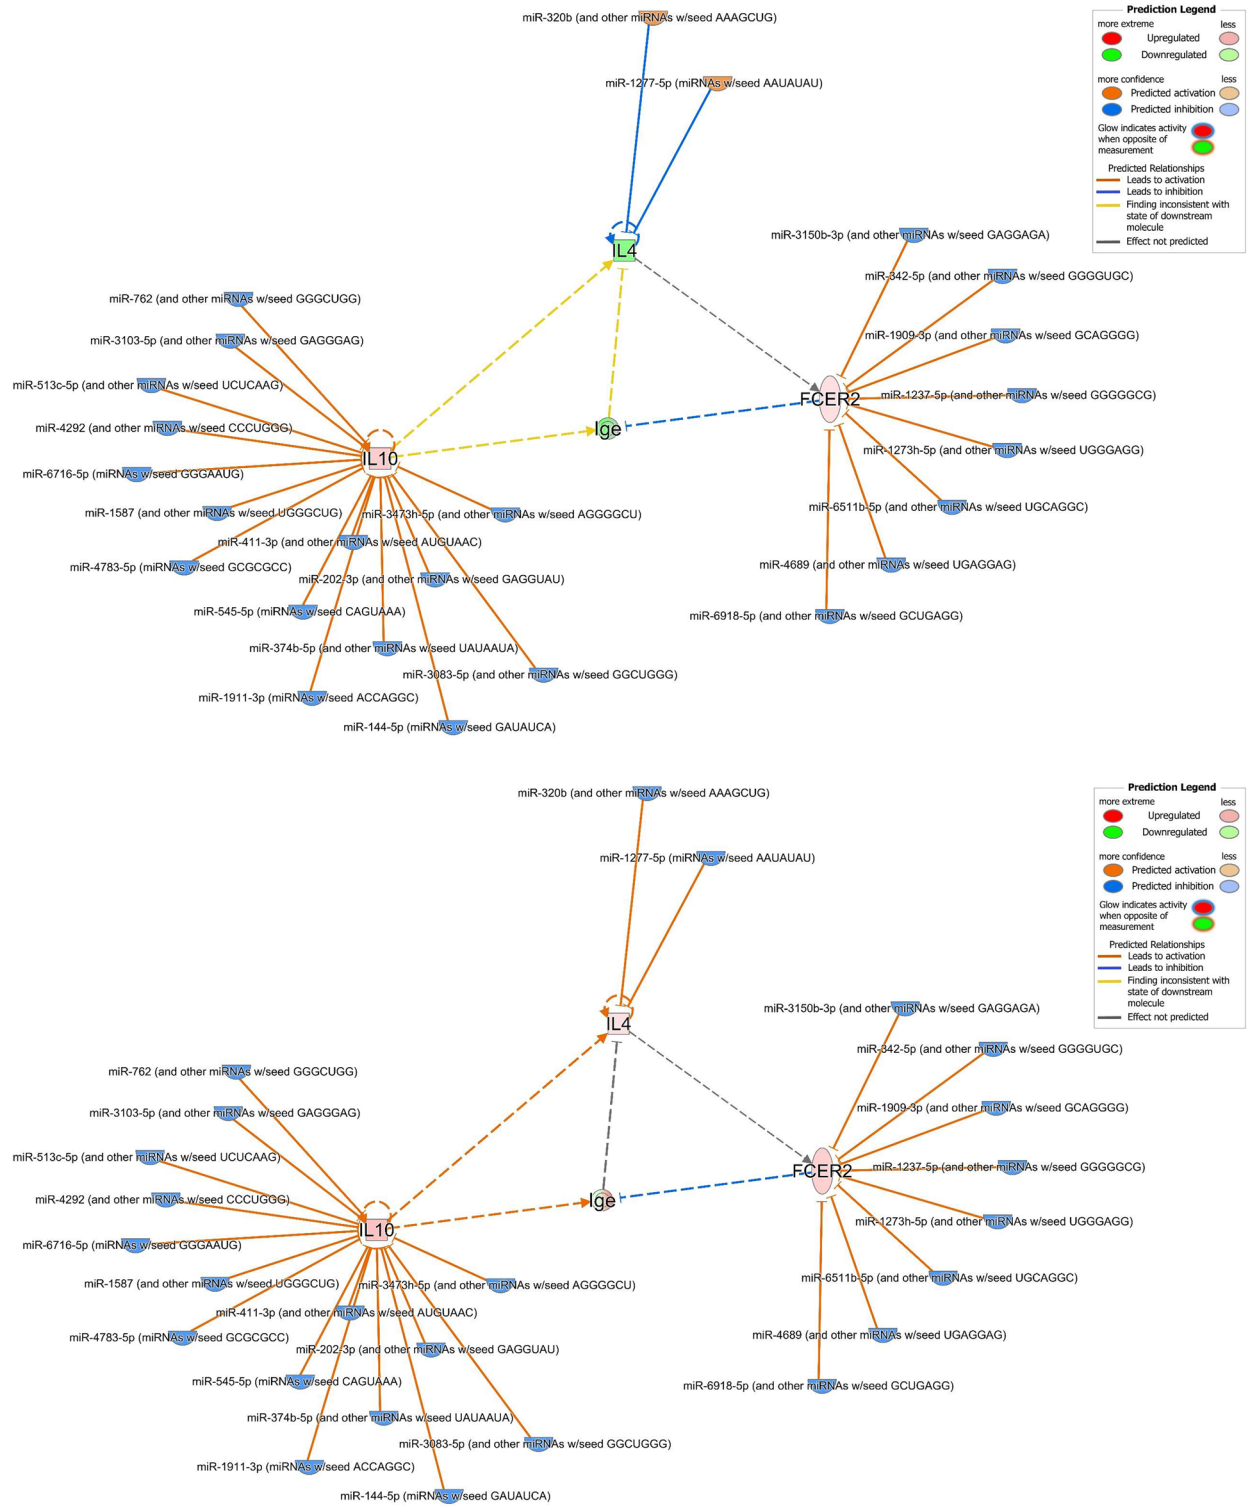 miR-320b (and other miRNAs w/seed AAAGCUG)
miR-1277-5p (miRNAs w/seed AAUAUAU)
Prediction Legend
more extreme less
Upregulated
Downregulated
more confidence less
Predicted activation
Predicted inhibition
Glow indicates activity
when opposite of
measurement
Predicted Relationships
Leads to activation
Leads to inhibition
Finding inconsistent with
state of downstream
molecule
Effect not predicted
IL4
miR-3150b-3p (and other miRNAs w/seed GAGGAGA)
miR-342-5p (and other miRNAs w/seed GGGGUGC)
miR-1909-3p (and other miRNAs w/seed GCAGGGG)
FCER2
miR-1237-5p (and other miRNAs w/seed GGGGGCG)
miR-1273h-5p (and other miRNAs w/seed UGGGAGG)
miR-6511b-5p (and other miRNAs w/seed UGCAGGC)
miR-4689 (and other miRNAs w/seed UGAGGAG)
miR-6918-5p (and other miRNAs w/seed GCUGAGG)
Ige
miR-762 (and other miRNAs w/seed GGGCUGG)
miR-3103-5p (and other miRNAs w/seed GAGGGAG)
miR-513c-5p (and other miRNAs w/seed UCUCAAG)
miR-4292 (and other miRNAs w/seed CCCUGGG)
IL10
miR-6716-5p (miRNAs w/seed GGGAAUG)
miR-1587 (and other miRNAs w/seed UGGGCUG)
miR-3473h-5p (and other miRNAs w/seed AGGGGCU)
miR-411-3p (and other miRNAs w/seed AUGUAAC)
miR-4783-5p (miRNAs w/seed GCGCGCC)
miR-202-3p (and other miRNAs w/seed GAGGUAU)
miR-545-5p (miRNAs w/seed CAGUAAA)
miR-374b-5p (and other miRNAs w/seed UAUAAUA)
miR-3083-5p (and other miRNAs w/seed GGCUGGG)
miR-1911-3p (miRNAs w/seed ACCAGGC)
miR-144-5p (miRNAs w/seed GAUAUCA)
miR-320b (and other miRNAs w/seed AAAGCUG)
miR-1277-5p (miRNAs w/seed AAUAUAU)
Prediction Legend
more extreme less
Upregulated
Downregulated
more confidence less
Predicted activation
Predicted inhibition
Glow indicates activity
when opposite of
measurement
Predicted Relationships
Leads to activation
Leads to inhibition
Finding inconsistent with
state of downstream
molecule
Effect not predicted
IL4
miR-3150b-3p (and other miRNAs w/seed GAGGAGA)
miR-342-5p (and other miRNAs w/seed GGGGUGC)
miR-1909-3p (and other miRNAs w/seed GCAGGGG)
FCER2
miR-1237-5p (and other miRNAs w/seed GGGGGCG)
miR-1273h-5p (and other miRNAs w/seed UGGGAGG)
miR-6511b-5p (and other miRNAs w/seed UGCAGGC)
miR-4689 (and other miRNAs w/seed UGAGGAG)
miR-6918-5p (and other miRNAs w/seed GCUGAGG)
Ige
miR-762 (and other miRNAs w/seed GGGCUGG)
miR-3103-5p (and other miRNAs w/seed GAGGGAG)
miR-513c-5p (and other miRNAs w/seed UCUCAAG)
miR-4292 (and other miRNAs w/seed CCCUGGG)
IL10
miR-6716-5p (miRNAs w/seed GGGAAUG)
miR-1587 (and other miRNAs w/seed UGGGCUG)
miR-3473h-5p (and other miRNAs w/seed AGGGGCU)
miR-411-3p (and other miRNAs w/seed AUGUAAC)
miR-4783-5p (miRNAs w/seed GCGCGCC)
miR-202-3p (and other miRNAs w/seed GAGGUAU)
miR-545-5p (miRNAs w/seed CAGUAAA)
miR-374b-5p (and other miRNAs w/seed UAUAAUA)
miR-3083-5p (and other miRNAs w/seed GGCUGGG)
miR-1911-3p (miRNAs w/seed ACCAGGC)
miR-144-5p (miRNAs w/seed GAUAUCA)